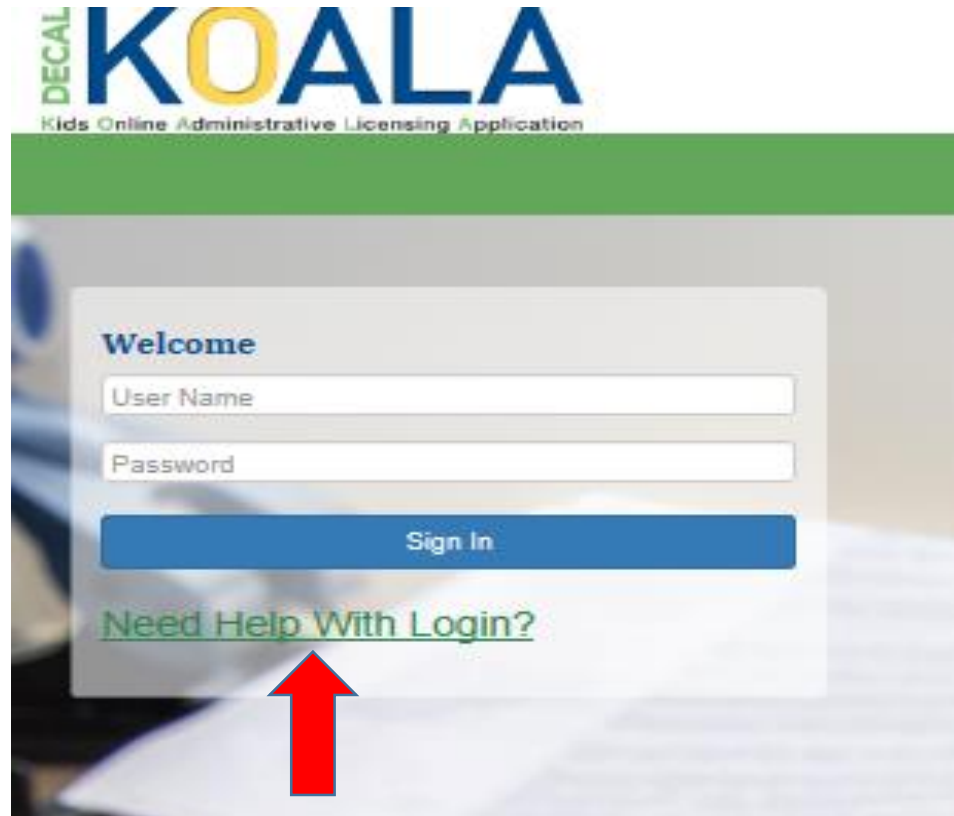 DECAL
KOALA
Kids Online Administrative Licensing Application
Welcome
User Name
Password
Sign In
Need Help With Login?